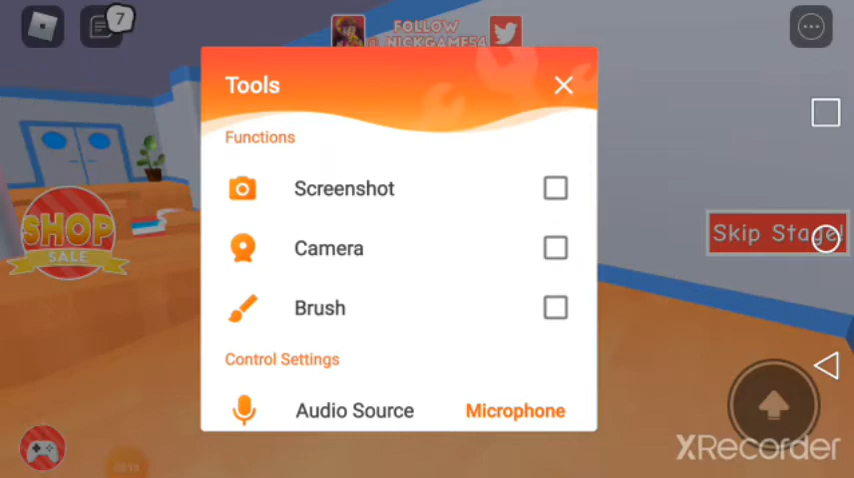 7
FOLLOW
NICKGAME54
Tools
Functions
Screenshot
Camera
SHOP
SALE
Skip Stage!
Brush
Control Settings
Audio Source
Microphone
XRecorder